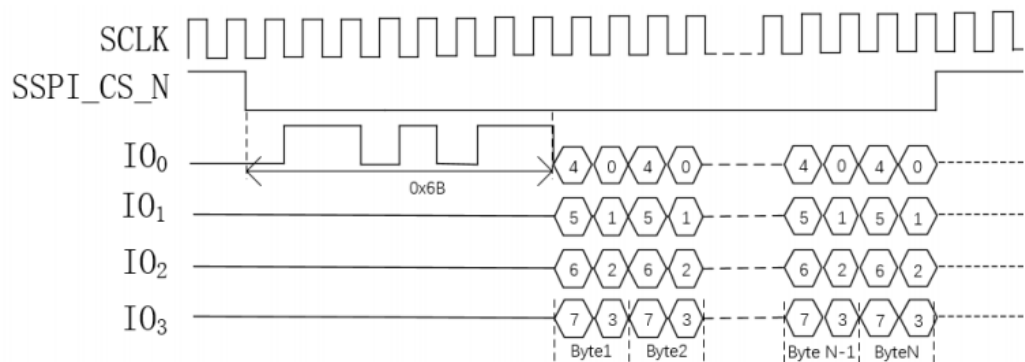 SCLK
SSPI_CS_N
IO₀ 4 0 4 0 4 0 4 0
0x6B
IO₁ 5 1 5 1 5 1 5 1
IO₂ 6 2 6 2 6 2 6 2
IO₃ 7 3 7 3 7 3 7 3
Byte1 Byte2 Byte N-1 ByteN